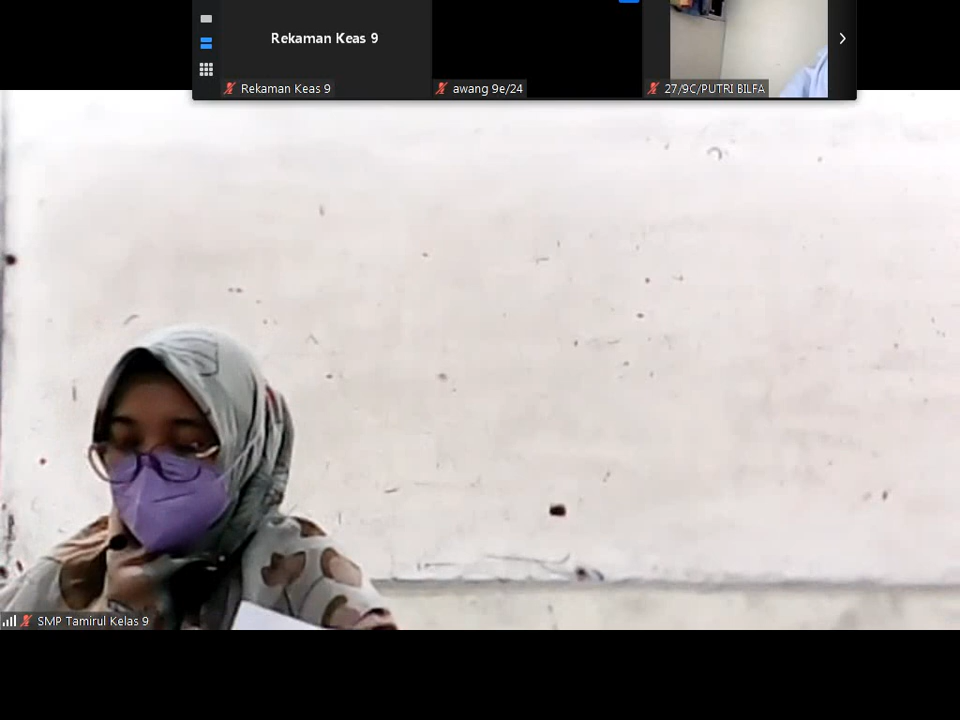 Rekaman Keas 9
Rekaman Keas 9
awang 9e/24
27/9C/PUTRI BILFA
SMP Tamirul Kelas 9